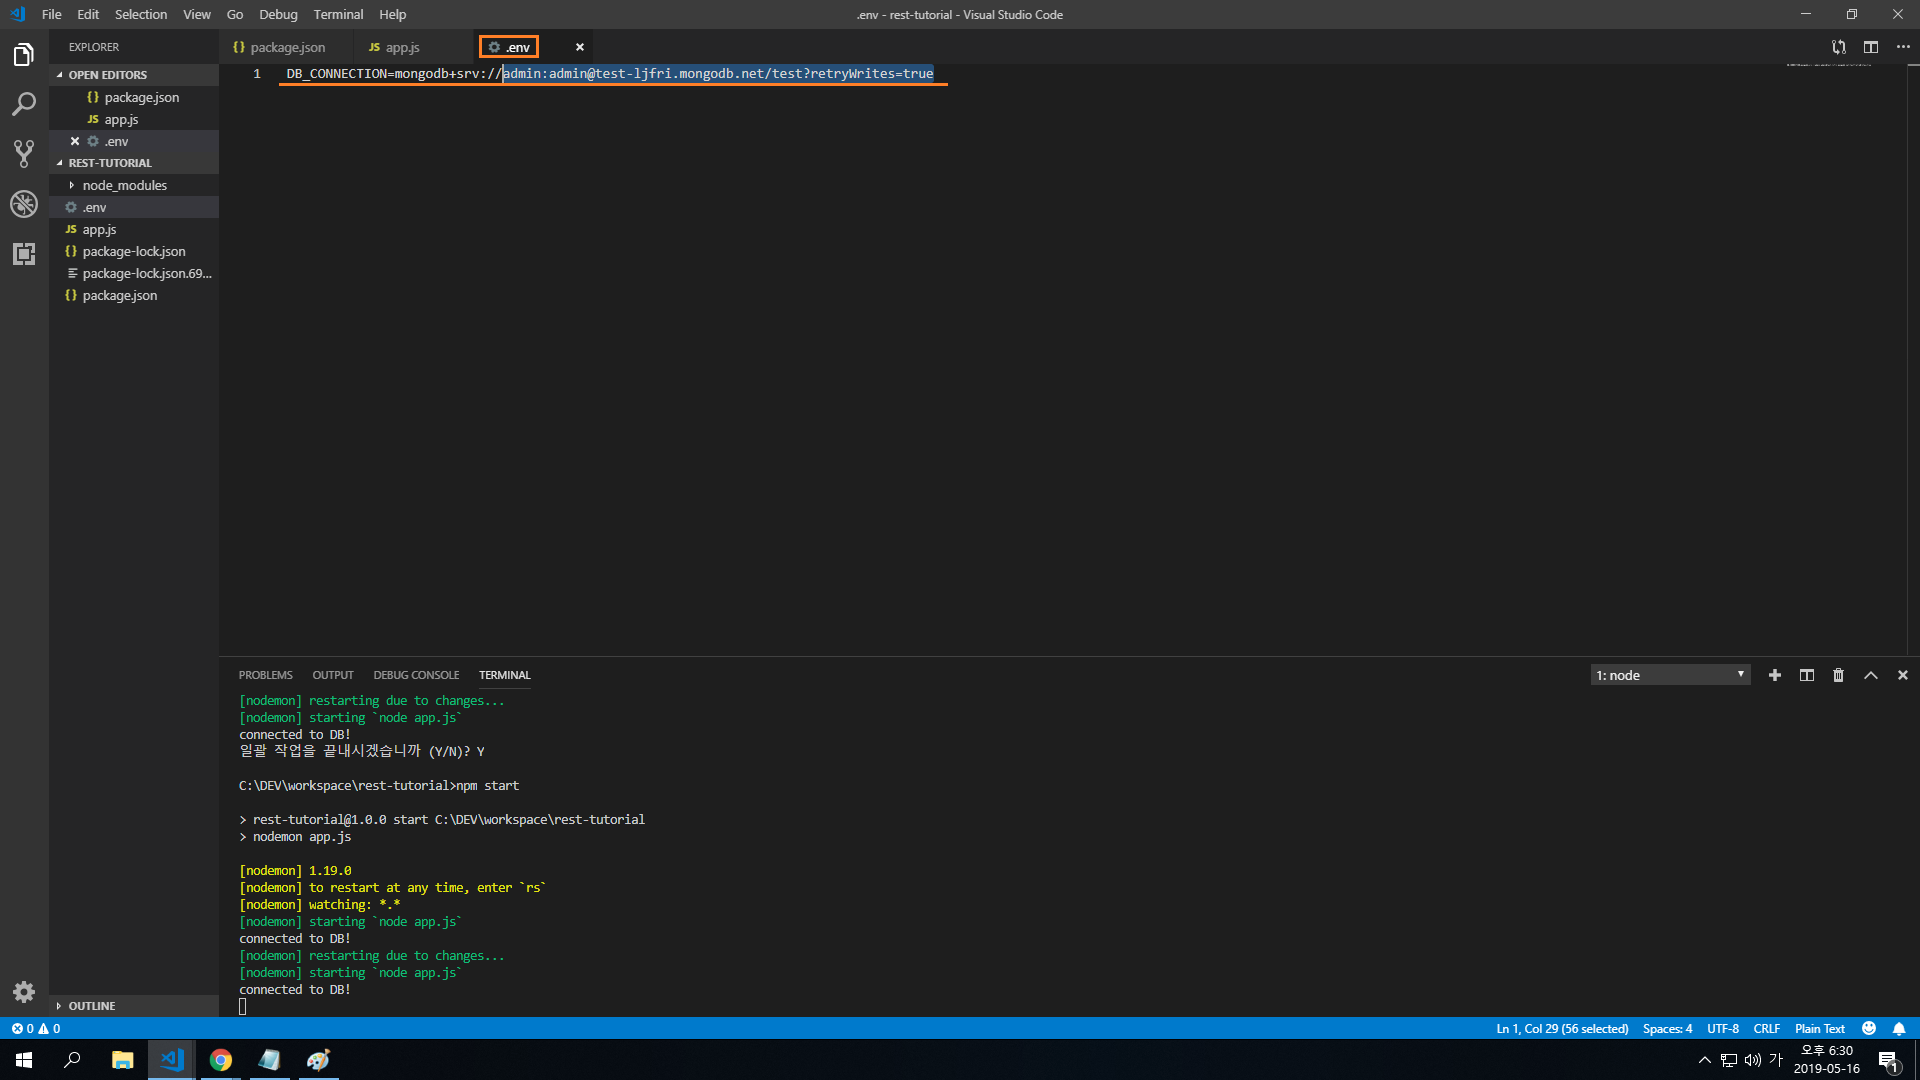 File Edit Selection View Go Debug Terminal Help
.env - rest-tutorial - Visual Studio Code
EXPLORER
{} package.json
JS app.js
.env
OPEN EDITORS
{} package.json
JS app.js
.env
REST-TUTORIAL
node_modules
.env
JS app.js
{} package-lock.json
package-lock.json.69...
{} package.json
OUTLINE
1 DB_CONNECTION=mongodb+srv://admin:admin@test-ljfri.mongodb.net/test?retryWrites=true
PROBLEMS OUTPUT DEBUG CONSOLE TERMINAL
1: node
[nodemon] restarting due to changes...
[nodemon] starting `node app.js`
connected to DB!
일괄 작업을 끝내시겠습니까 (Y/N)? Y
C:\DEV\workspace\rest-tutorial>npm start
> rest-tutorial@1.0.0 start C:\DEV\workspace\rest-tutorial
> nodemon app.js
[nodemon] 1.19.0
[nodemon] to restart at any time, enter `rs`
[nodemon] watching: *.*
[nodemon] starting `node app.js`
connected to DB!
[nodemon] restarting due to changes...
[nodemon] starting `node app.js`
connected to DB!
0 0
Ln 1, Col 29 (56 selected) Spaces: 4 UTF-8 CRLF Plain Text
가
오후 6:30
2019-05-16
1